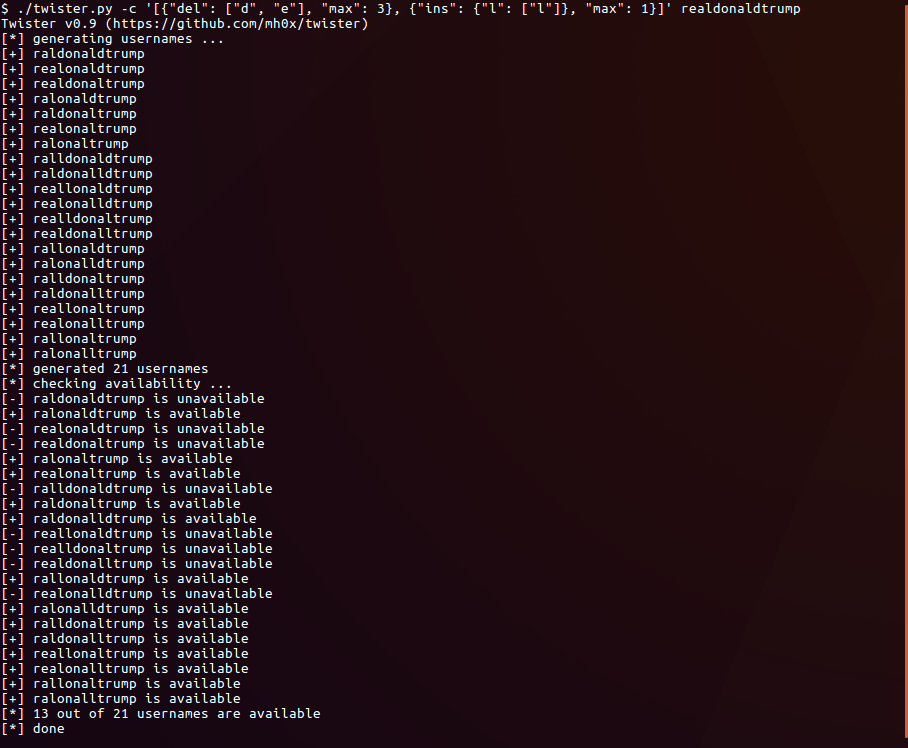 $ ./twister.py -c '[{"del": ["d", "e"], "max": 3}, {"ins": {"l": ["l"]}, "max": 1}]' realdonaldtrump
Twister v0.9 (https://github.com/mh0x/twister)
[*] generating usernames ...
[+] raldonaldtrump
[+] realonaldtrump
[+] realdonaltrump
[+] ralonaldtrump
[+] raldonaltrump
[+] realonaltrump
[+] ralonaltrump
[+] ralldonaldtrump
[+] raldonalldtrump
[+] reallonaldtrump
[+] realonalldtrump
[+] realldonaltrump
[+] realdonalltrump
[+] rallonaldtrump
[+] ralonalldtrump
[+] ralldonaltrump
[+] raldonalltrump
[+] reallonaltrump
[+] realonalltrump
[+] rallonaltrump
[+] ralonalltrump
[*] generated 21 usernames
[*] checking availability ...
[-] raldonaldtrump is unavailable
[+] ralonaldtrump is available
[-] realonaldtrump is unavailable
[-] realdonaltrump is unavailable
[+] ralonaltrump is available
[+] realonaltrump is available
[-] ralldonaldtrump is unavailable
[+] raldonaltrump is available
[+] raldonalldtrump is available
[-] reallonaldtrump is unavailable
[-] realldonaltrump is unavailable
[-] realdonalltrump is unavailable
[+] rallonaldtrump is available
[-] realonalldtrump is unavailable
[+] ralonalldtrump is available
[+] ralldonaltrump is available
[+] raldonalltrump is available
[+] reallonaltrump is available
[+] realonalltrump is available
[+] rallonaltrump is available
[+] ralonalltrump is available
[*] 13 out of 21 usernames are available
[*] done